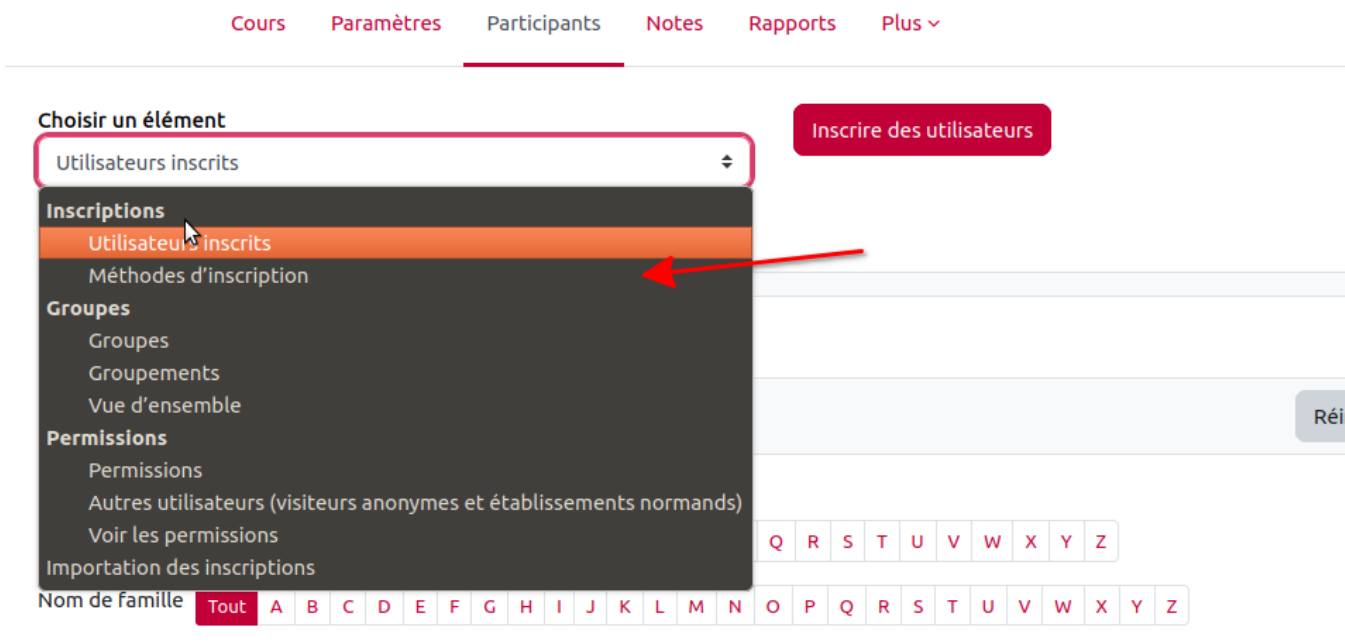 Cours Paramètres Participants Notes Rapports Plus
Choisir un élément
Inscrire des utilisateurs
Utilisateurs inscrits
Inscriptions
Utilisateurs inscrits
Méthodes d'inscription
Groupes
Groupes
Groupements
Vue d'ensemble
Permissions
Permissions
Autres utilisateurs (visiteurs anonymes et établissements normands)
Voir les permissions
Importation des inscriptions
Q R S T U V W X Y Z
Nom de famille Tout A B C D E F G H I J K L M N O P Q R S T U V W X Y Z